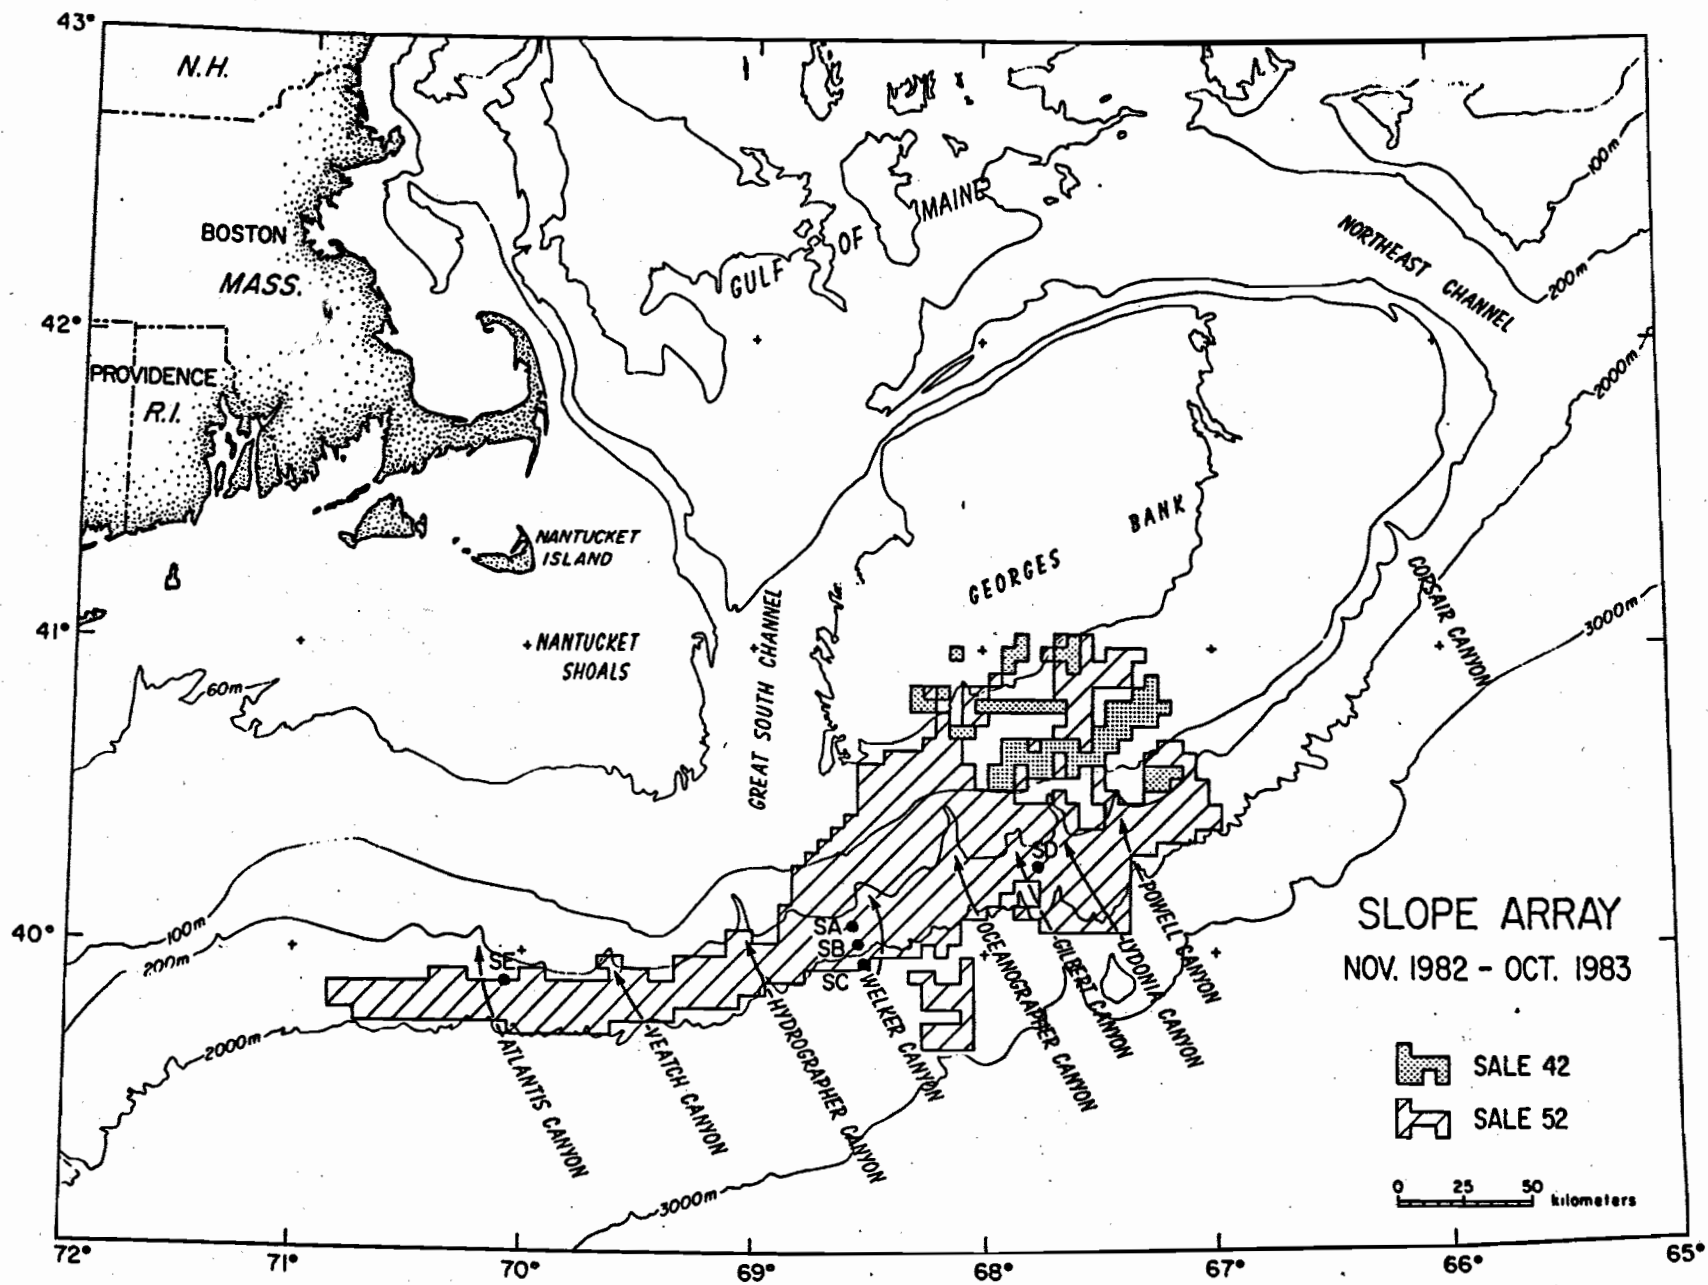 43°
N.H.
100m
BOSTON
MASS.
GULF OF MAINE
NORTHEAST CHANNEL
200m
42°
2000m
PROVIDENCE
R.I.
BANK
NANTUCKET
ISLAND
GEORGES
CORSAIR CANYON
3000m
41°
NANTUCKET
SHOALS
GREAT SOUTH CHANNEL
60m
SD
100m
SA
SLOPE ARRAY
40°
200m
SE
SB
NOV. 1982 - OCT. 1983
SC
2000m
ATLANTIS CANYON
VEATCH CANYON
HYDROGRAPHER CANYON
WELKER CANYON
OCEANOGRAPHER CANYON
GILBERT CANYON
LYDONIA CANYON
POWELL CANYON
SALE 42
SALE 52
3000m
0 25 50
kilometers
72° 71° 70° 69° 68° 67° 66° 65°